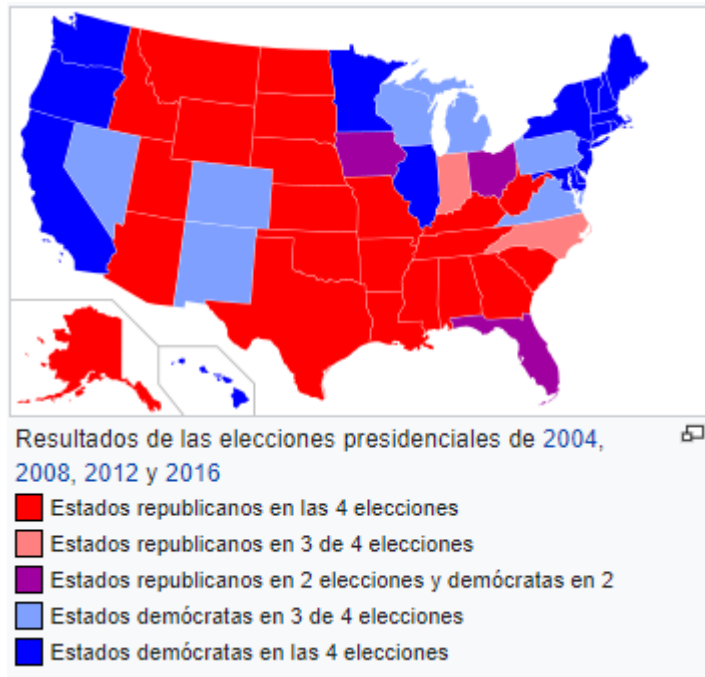 Resultados de las elecciones presidenciales de 2004,
2008, 2012 y 2016
Estados republicanos en las 4 elecciones
Estados republicanos en 3 de 4 elecciones
Estados republicanos en 2 elecciones y demócratas en 2
Estados demócratas en 3 de 4 elecciones
Estados demócratas en las 4 elecciones